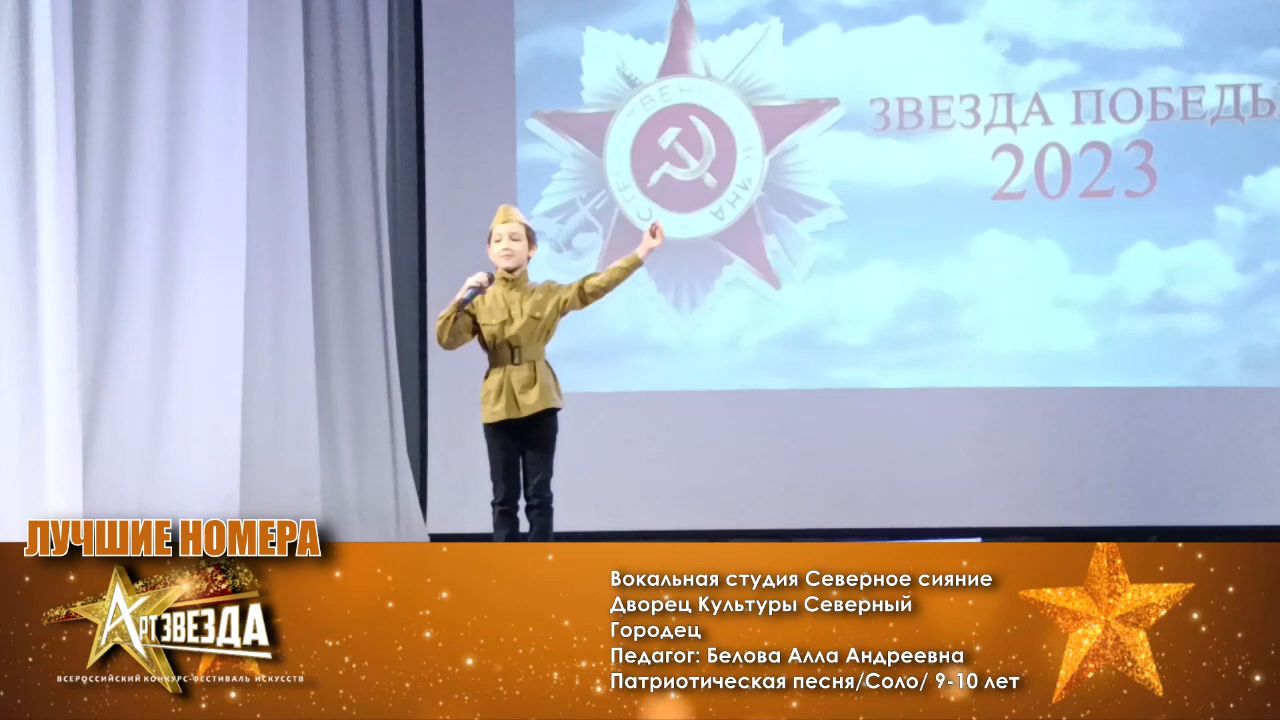 ЗВЕЗДА ПОБЕДЫ
2023
ЛУЧШИЕ НОМЕРА
АРТЗВЕЗДА
ВСЕРОССИЙСКИЙ КОНКУРС-ФЕСТИВАЛЬ ИСКУССТВ
Вокальная студия Северное сияние
Дворец Культуры Северный
Городец
Педагог: Белова Алла Андреевна
Патриотическая песня/Соло/ 9-10 лет